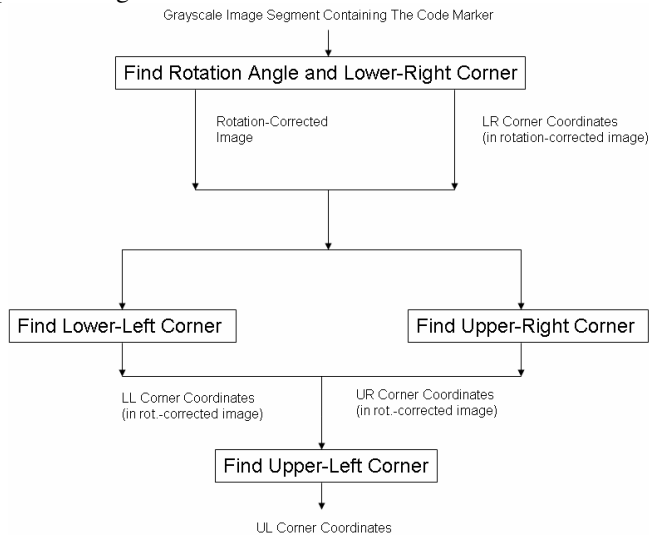 Grayscale Image Segment Containing The Code Marker
Find Rotation Angle and Lower-Right Corner
Rotation-Corrected
Image
LR Corner Coordinates
(in rotation-corrected image)
Find Lower-Left Corner
Find Upper-Right Corner
LL Corner Coordinates
(in rot.-corrected image)
UR Corner Coordinates
(in rot.-corrected image)
Find Upper-Left Corner
UL Corner Coordinates